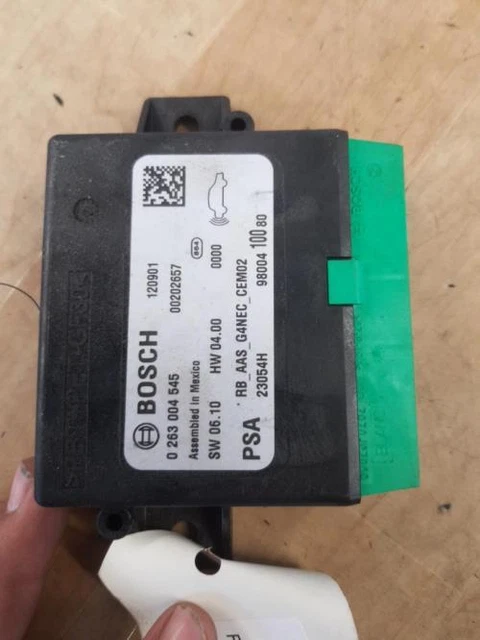 BOSCH 120901
0 263 004 545 00202657
Assembled in Mexico 864
SW 06.10 HW 04.00 0000
PSA RB_AAS_G4NEC_CEM02
23054H 98004 100 80